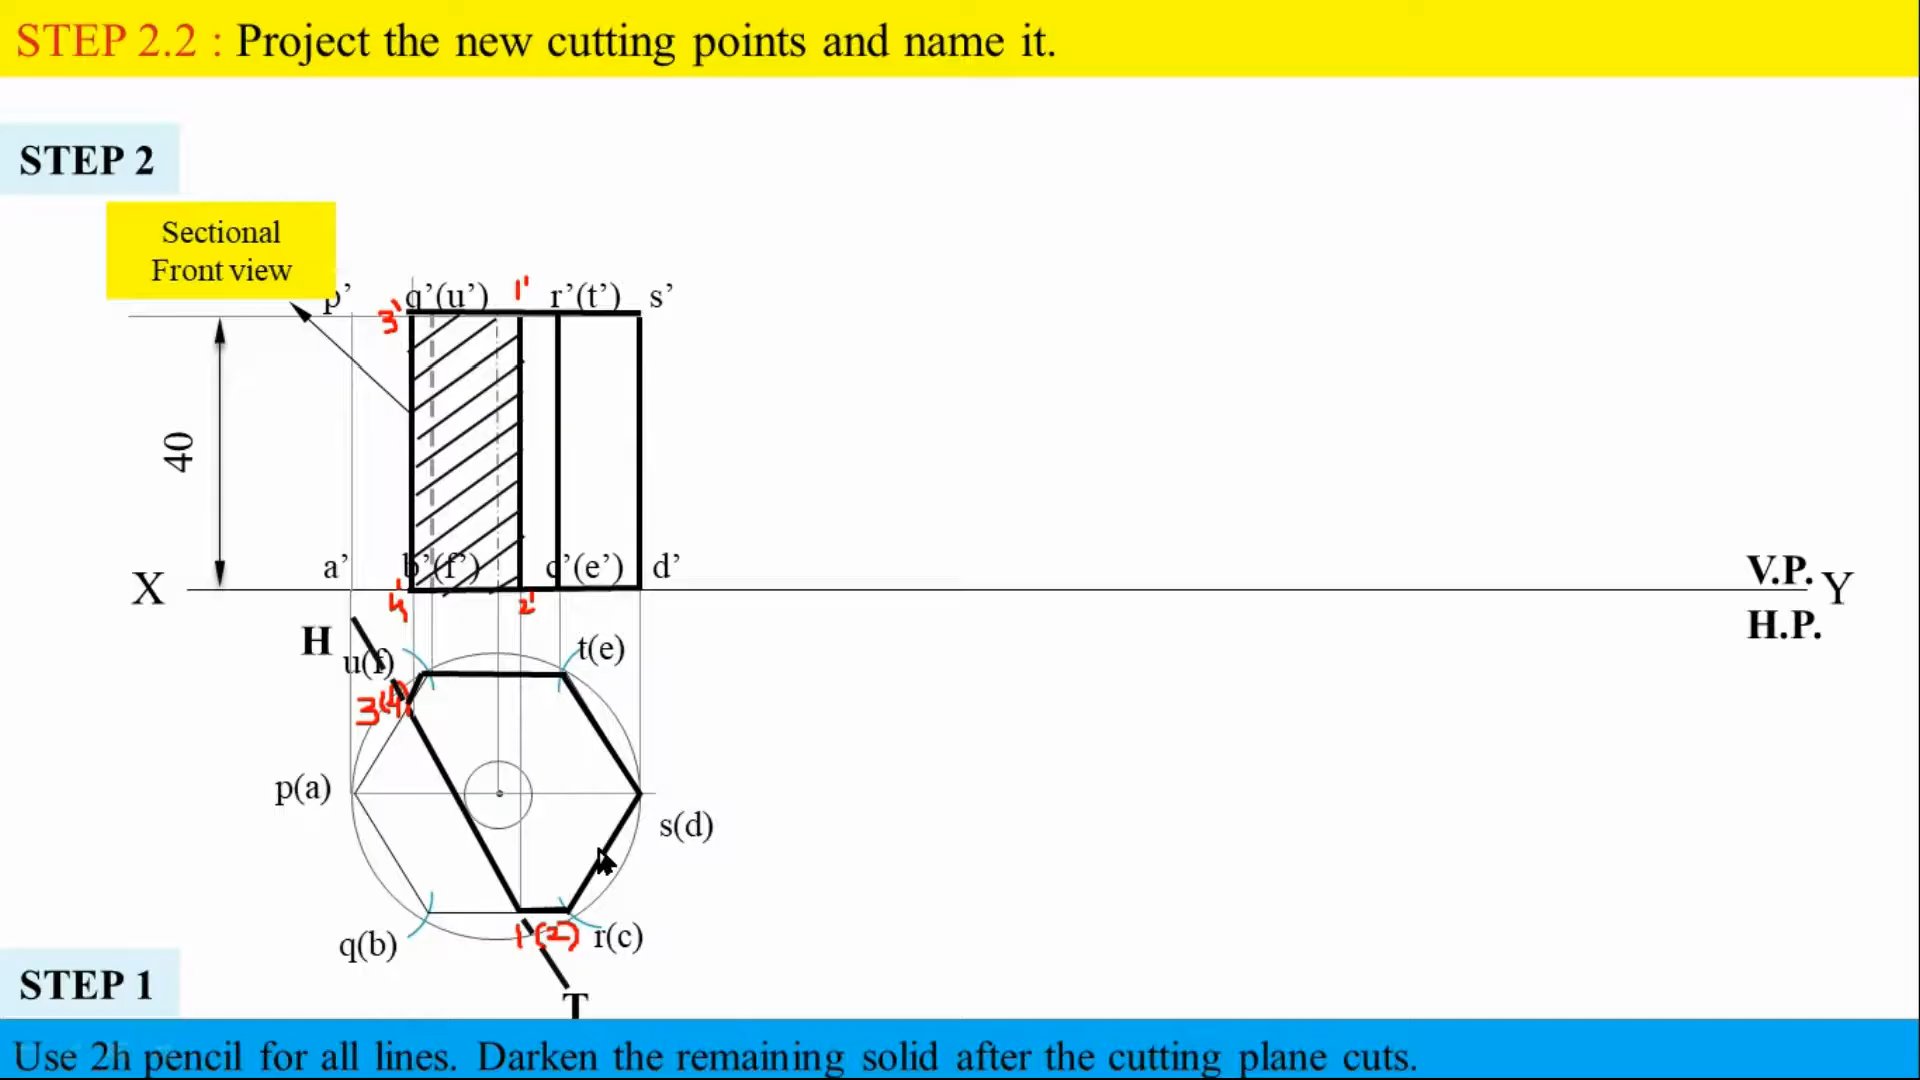 STEP 2.2 : Project the new cutting points and name it.
STEP 2
Sectional
Front view
p’ q’(u’) 1' r’(t’) s’
3'
40
a’ b’(f’) c’(e’) d’
X 4' 2' V.P. Y
H.P.
H u(f) t(e)
3(4)
p(a)
s(d)
q(b) 1(2) r(c)
STEP 1
T
Use 2h pencil for all lines. Darken the remaining solid after the cutting plane cuts.